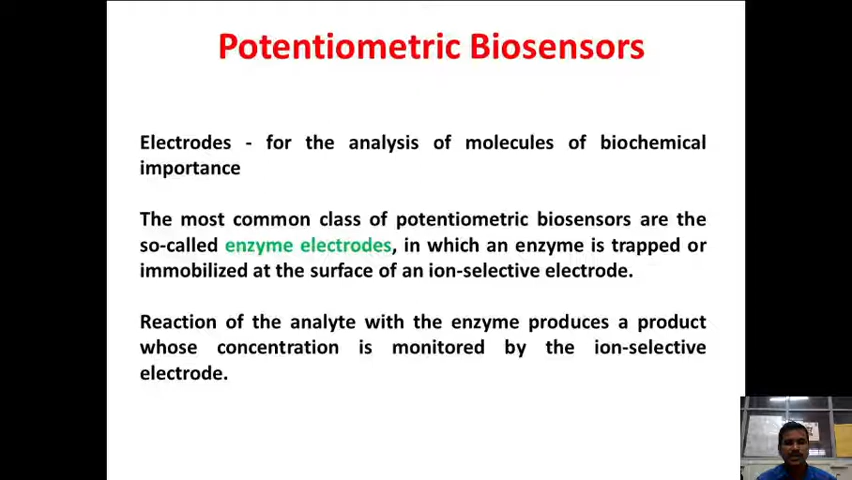 Potentiometric Biosensors
Electrodes - for the analysis of molecules of biochemical
importance
The most common class of potentiometric biosensors are the
so-called enzyme electrodes, in which an enzyme is trapped or
immobilized at the surface of an ion-selective electrode.
Reaction of the analyte with the enzyme produces a product
whose concentration is monitored by the ion-selective
electrode.